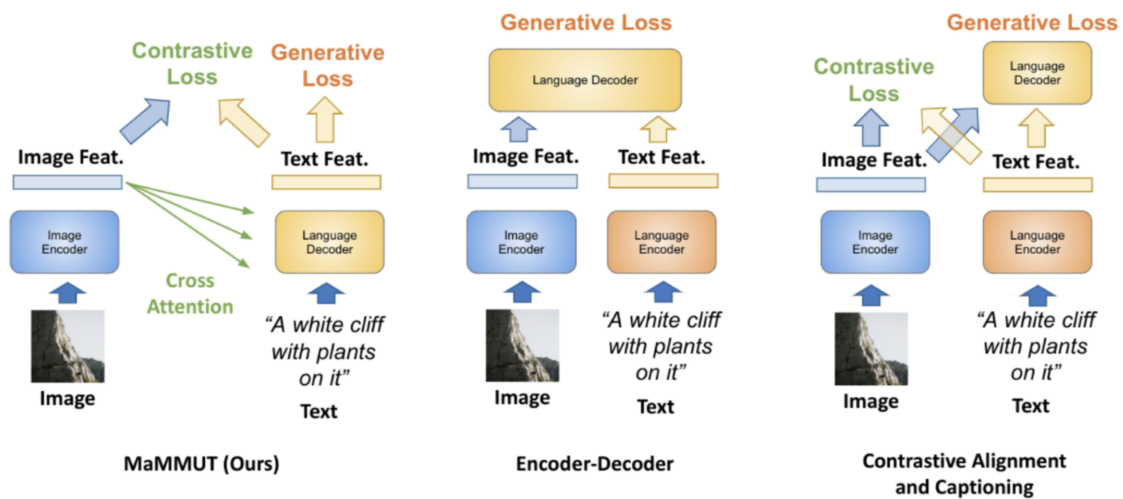 Contrastive
Loss
Generative
Loss
Image Feat.
Text Feat.
Image
Encoder
Language
Decoder
Cross
Attention
“A white cliff
with plants
on it”
Image
Text
MaMMUT (Ours)
Generative Loss
Language Decoder
Image Feat.
Text Feat.
Image
Encoder
Language
Encoder
“A white cliff
with plants
on it”
Image
Text
Encoder-Decoder
Generative Loss
Contrastive
Loss
Language
Decoder
Image Feat.
Text Feat.
Image
Encoder
Language
Encoder
“A white cliff
with plants
on it”
Image
Text
Contrastive Alignment
and Captioning